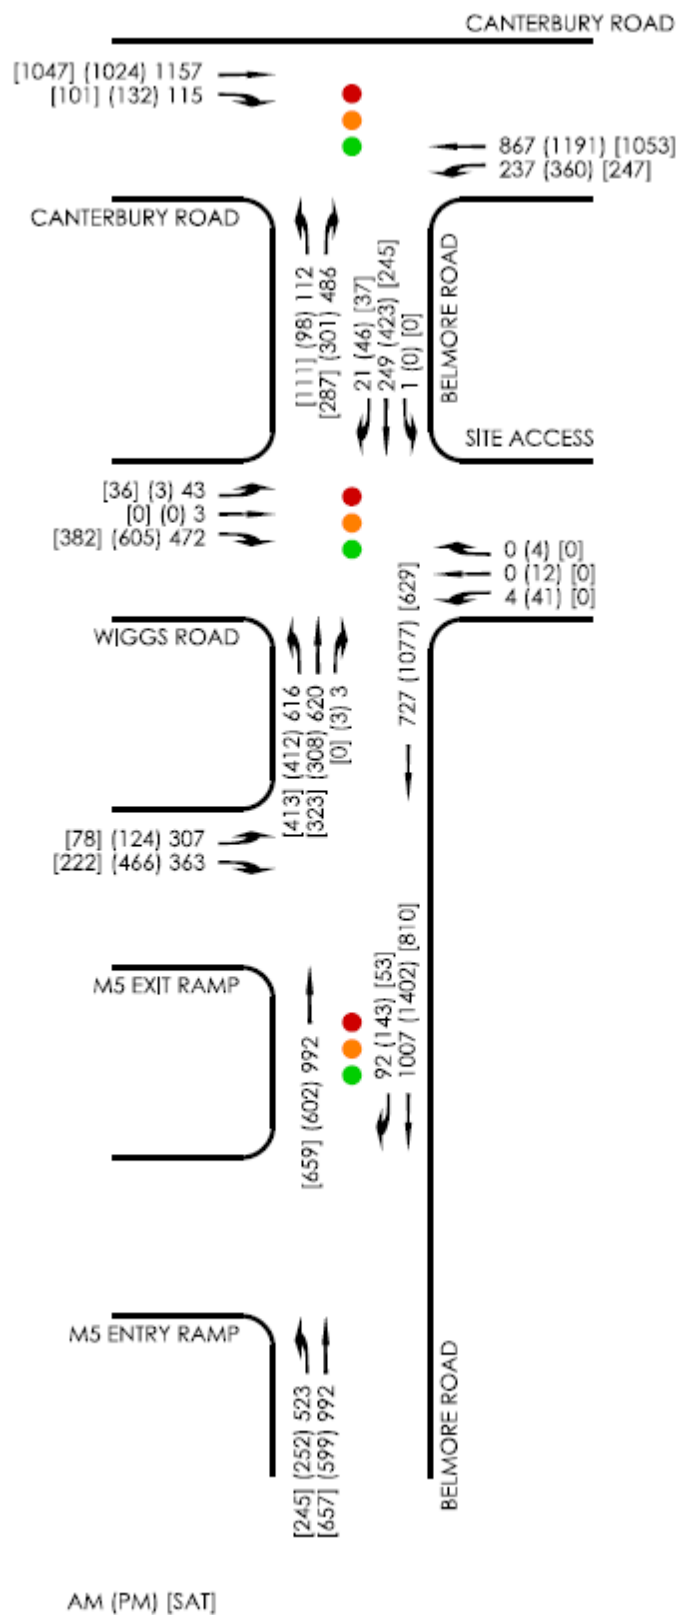 CANTERBURY ROAD
[1047] (1024) 1157
[101] (132) 115
867 (1191) [1053]
237 (360) [247]
CANTERBURY ROAD
BELMORE ROAD
[111] (98) 112
[287] (301) 486
21 (46) [37]
249 (423) [245]
1 (0) [0]
SITE ACCESS
[36] (3) 43
[0] (0) 3
[382] (605) 472
0 (4) [0]
0 (12) [0]
4 (41) [0]
WIGGS ROAD
727 (1077) [629]
[413] (412) 616
[323] (308) 620
[0] (3) 3
[78] (124) 307
[222] (466) 363
M5 EXIT RAMP
[659] (602) 992
92 (143) [53]
1007 (1402) [810]
M5 ENTRY RAMP
[245] (252) 523
[657] (599) 992
BELMORE ROAD
AM (PM) [SAT]